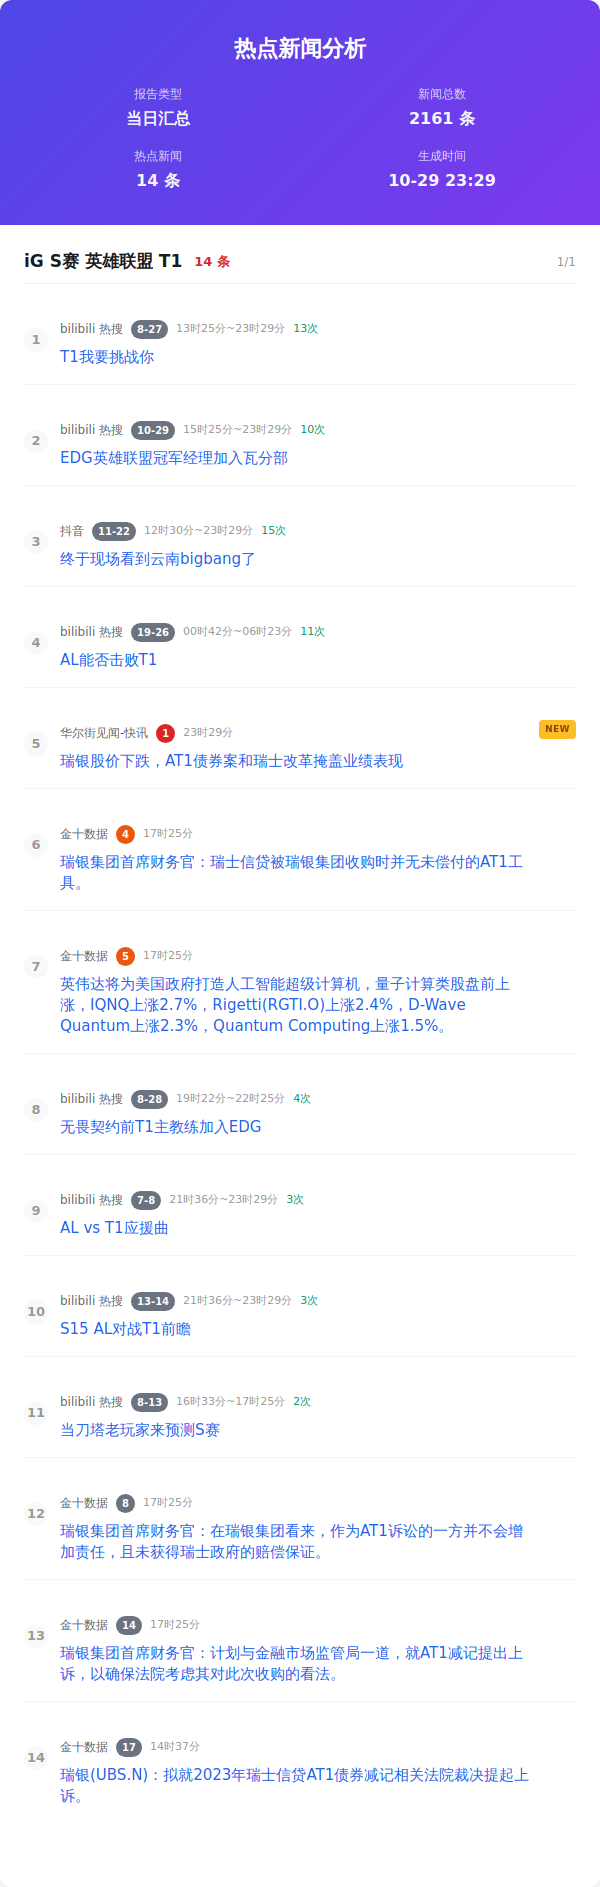 热点新闻分析
报告类型
新闻总数
当日汇总
2161 条
热点新闻
生成时间
14 条
10-29 23:29
iG S赛 英雄联盟 T1 14 条 1/1
1
bilibili 热搜 8-27 13时25分~23时29分 13次
T1我要挑战你
2
bilibili 热搜 10-29 15时25分~23时29分 10次
EDG英雄联盟冠军经理加入瓦分部
3
抖音 11-22 12时30分~23时29分 15次
终于现场看到云南bigbang了
4
bilibili 热搜 19-26 00时42分~06时23分 11次
AL能否击败T1
5
华尔街见闻-快讯 1 23时29分 NEW
瑞银股价下跌，AT1债券案和瑞士改革掩盖业绩表现
6
金十数据 4 17时25分
瑞银集团首席财务官：瑞士信贷被瑞银集团收购时并无未偿付的AT1工
具。
7
金十数据 5 17时25分
英伟达将为美国政府打造人工智能超级计算机，量子计算类股盘前上
涨，IQNQ上涨2.7%，Rigetti(RGTI.O)上涨2.4%，D-Wave
Quantum上涨2.3%，Quantum Computing上涨1.5%。
8
bilibili 热搜 8-28 19时22分~22时25分 4次
无畏契约前T1主教练加入EDG
9
bilibili 热搜 7-8 21时36分~23时29分 3次
AL vs T1应援曲
10
bilibili 热搜 13-14 21时36分~23时29分 3次
S15 AL对战T1前瞻
11
bilibili 热搜 8-13 16时33分~17时25分 2次
当刀塔老玩家来预测S赛
12
金十数据 8 17时25分
瑞银集团首席财务官：在瑞银集团看来，作为AT1诉讼的一方并不会增
加责任，且未获得瑞士政府的赔偿保证。
13
金十数据 14 17时25分
瑞银集团首席财务官：计划与金融市场监管局一道，就AT1减记提出上
诉，以确保法院考虑其对此次收购的看法。
14
金十数据 17 14时37分
瑞银(UBS.N)：拟就2023年瑞士信贷AT1债券减记相关法院裁决提起上
诉。